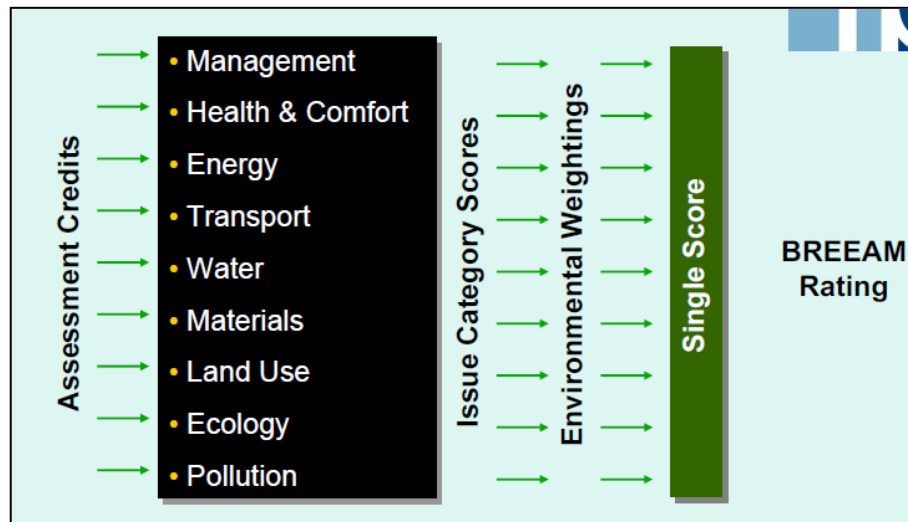 Assessment Credits
• Management
• Health & Comfort
• Energy
• Transport
• Water
• Materials
• Land Use
• Ecology
• Pollution
Issue Category Scores
Environmental Weightings
Single Score
BREEAM
Rating